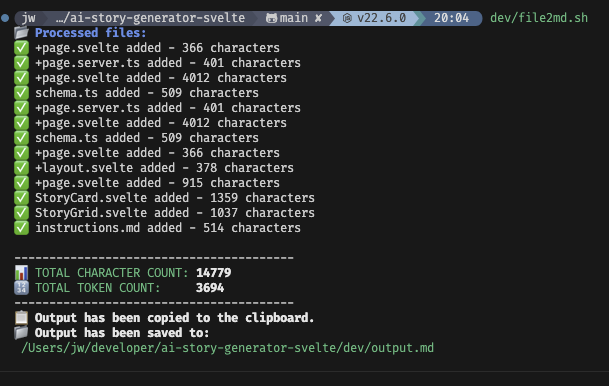 jw …/ai-story-generator-svelte main ✘ v22.6.0 20:04 dev/file2md.sh
Processed files:
+page.svelte added - 366 characters
+page.server.ts added - 401 characters
+page.svelte added - 4012 characters
schema.ts added - 509 characters
+page.server.ts added - 401 characters
+page.svelte added - 4012 characters
schema.ts added - 509 characters
+page.svelte added - 366 characters
+layout.svelte added - 378 characters
+page.svelte added - 915 characters
StoryCard.svelte added - 1359 characters
StoryGrid.svelte added - 1037 characters
instructions.md added - 514 characters
----------------------------------------
TOTAL CHARACTER COUNT: 14779
TOTAL TOKEN COUNT: 3694
----------------------------------------
Output has been copied to the clipboard.
Output has been saved to:
/Users/jw/developer/ai-story-generator-svelte/dev/output.md